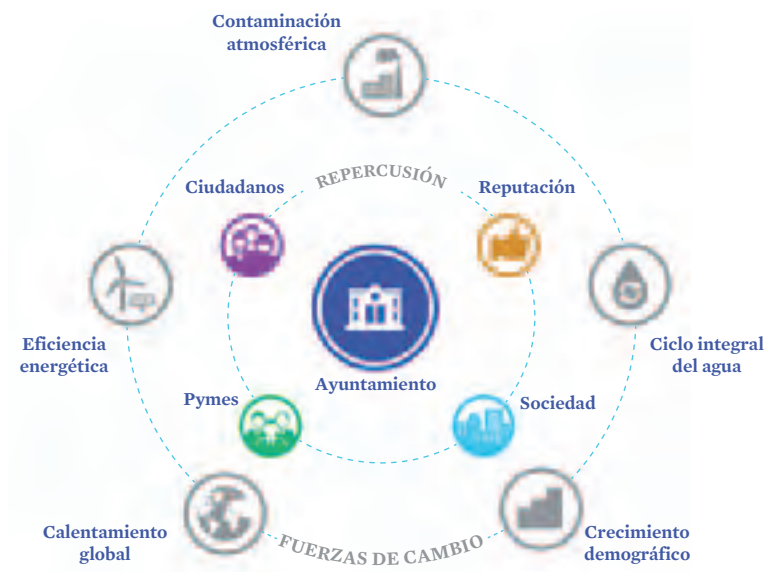 Contaminación
atmosférica
REPERCUSIÓN
Ciudadanos
Reputación
Eficiencia
energética
Ciclo integral
del agua
Ayuntamiento
Pymes
Sociedad
Calentamiento
global
FUERZAS DE CAMBIO
Crecimiento
demográfico